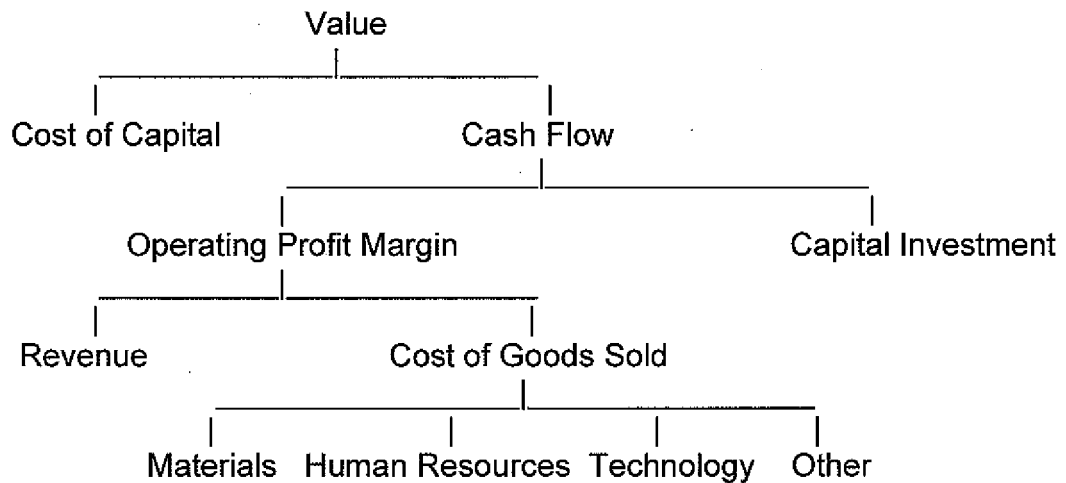 Value
Cost of Capital Cash Flow
Operating Profit Margin Capital Investment
Revenue Cost of Goods Sold
Materials Human Resources Technology Other